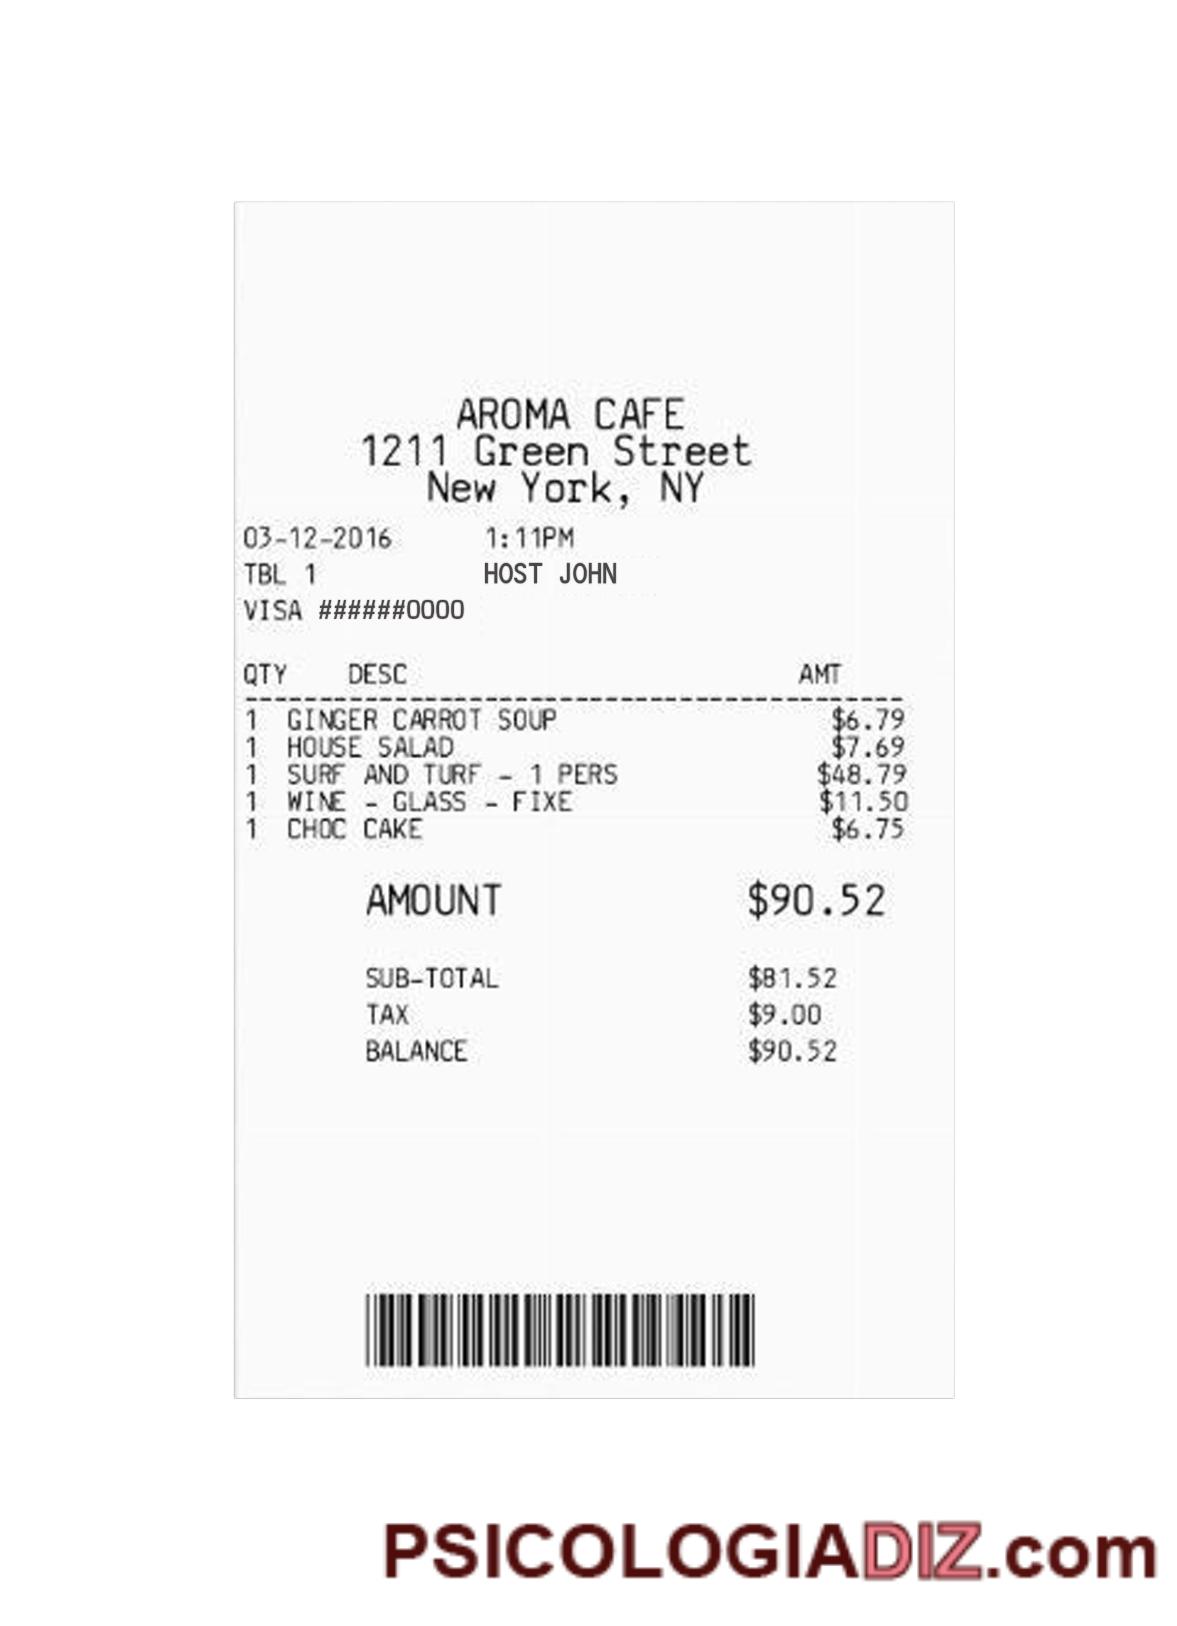 AROMA CAFE
1211 Green Street
New York, NY
03-12-2016 1:11PM
TBL 1 HOST JOHN
VISA ######0000
QTY DESC AMT
--------------------------------------------
1 GINGER CARROT SOUP $6.79
1 HOUSE SALAD $7.69
1 SURF AND TURF - 1 PERS $48.79
1 WINE - GLASS - FIXE $11.50
1 CHOC CAKE $6.75
AMOUNT $90.52
SUB-TOTAL $81.52
TAX $9.00
BALANCE $90.52
PSICOLOGIADIZ.com